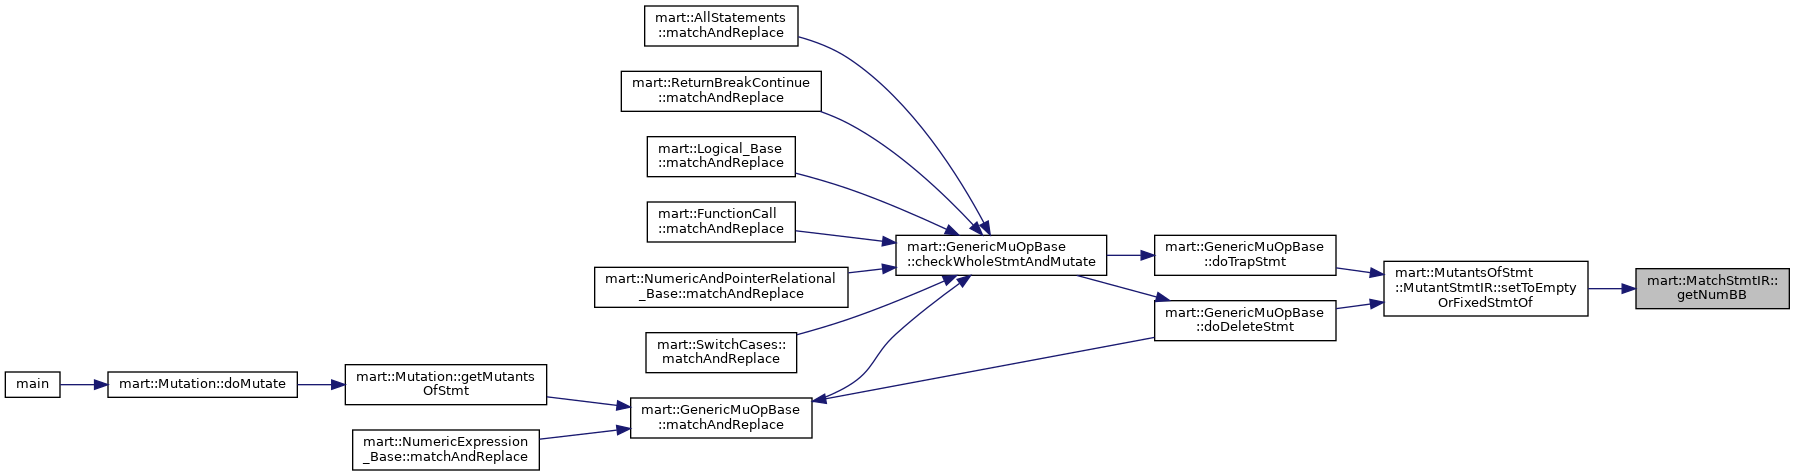 mart::AllStatements
::matchAndReplace
mart::ReturnBreakContinue
::matchAndReplace
mart::Logical_Base
::matchAndReplace
mart::FunctionCall
::matchAndReplace
mart::NumericAndPointerRelational
_Base::matchAndReplace
mart::SwitchCases::
matchAndReplace
main
mart::Mutation::doMutate
mart::Mutation::getMutants
OfStmt
mart::NumericExpression
_Base::matchAndReplace
mart::GenericMuOpBase
::matchAndReplace
mart::GenericMuOpBase
::checkWholeStmtAndMutate
mart::GenericMuOpBase
::doTrapStmt
mart::GenericMuOpBase
::doDeleteStmt
mart::MutantsOfStmt
::MutantStmtIR::setToEmpty
OrFixedStmtOf
mart::MatchStmtIR::
getNumBB